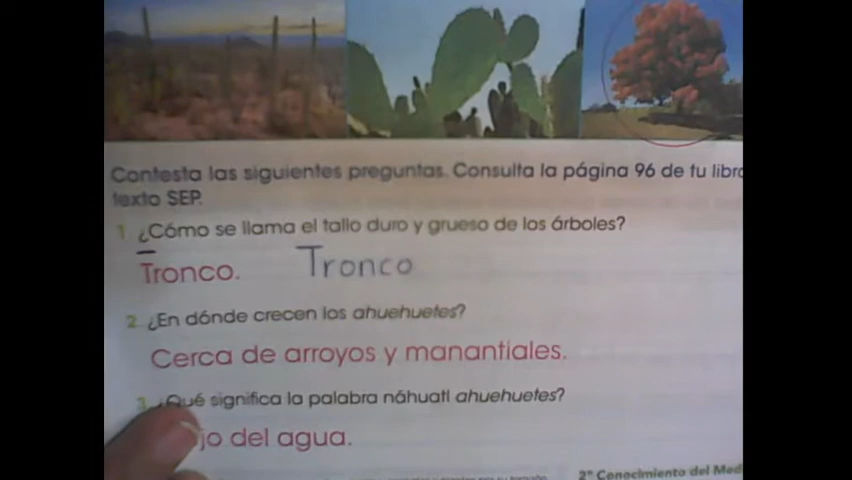 Contesta las siguientes preguntas. Consulta la página 96 de tu libro
texto SEP.
1 ¿Cómo se llama el tallo duro y grueso de los árboles?
Tronco. Tronco
2 ¿En dónde crecen los ahuehuetes?
Cerca de arroyos y manantiales.
3 ¿Qué significa la palabra náhuatl ahuehuetes?
jo del agua.
2° Conocimiento del Med